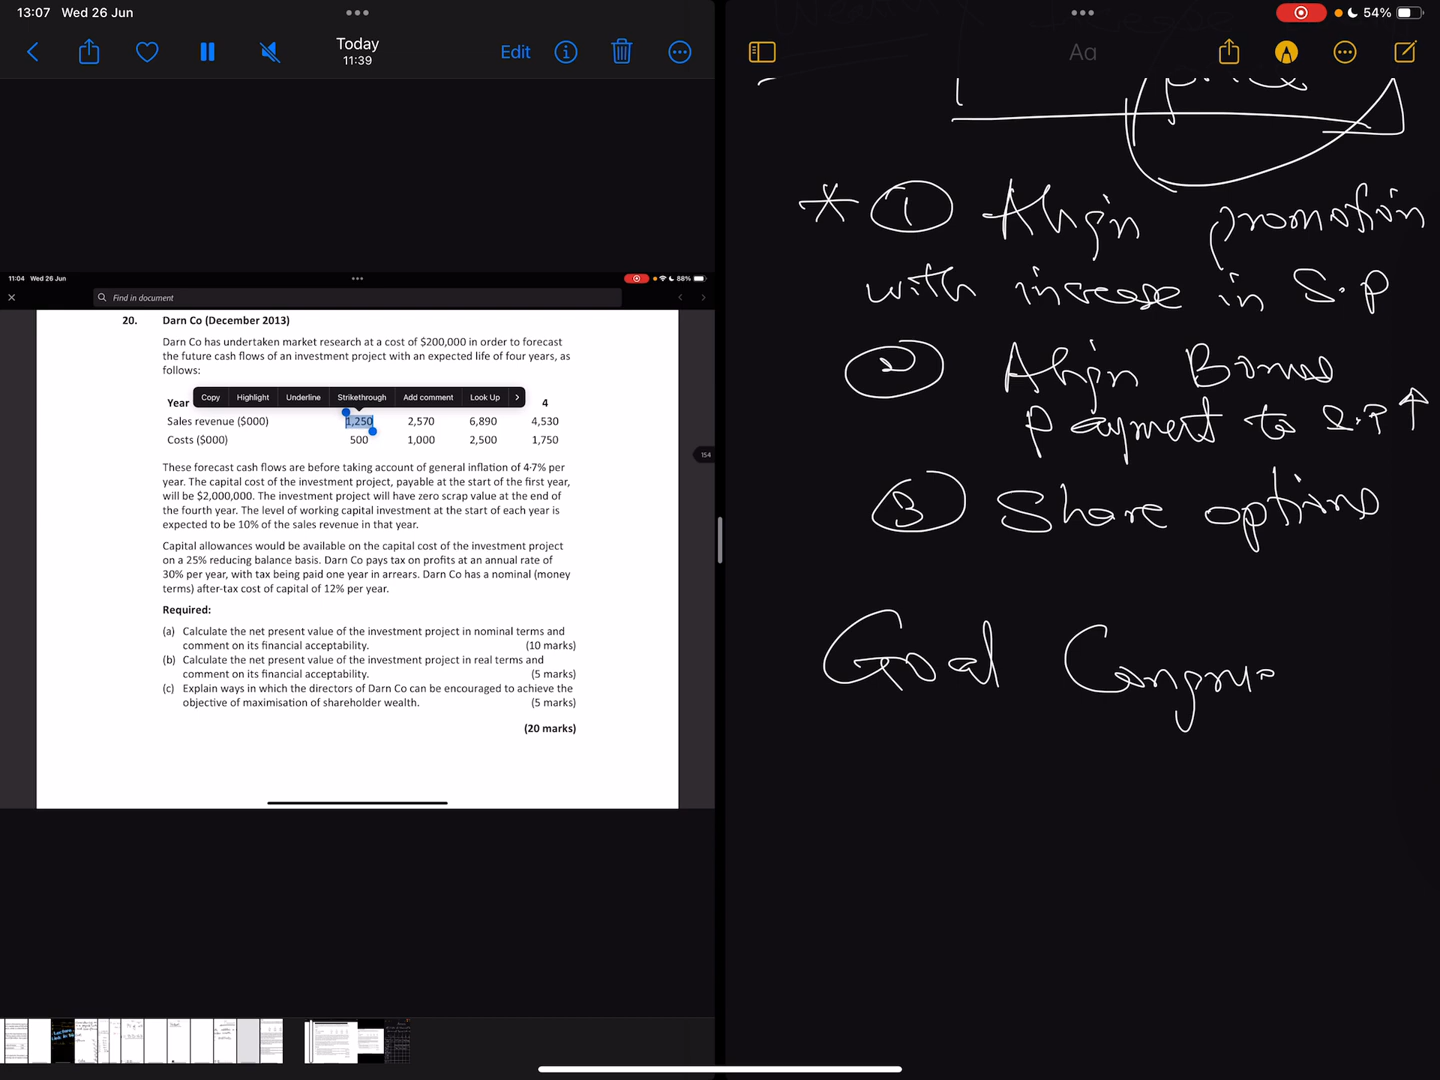 13:07 Wed 26 Jun
54%
Today
11:39
Edit
Aa
11:04 Wed 26 Jun
88%
Find in document
20. Darn Co (December 2013)
Darn Co has undertaken market research at a cost of $200,000 in order to forecast
the future cash flows of an investment project with an expected life of four years, as
follows:
Copy Highlight Underline Strikethrough Add comment Look Up
Year 4
Sales revenue ($000) 1,250 2,570 6,890 4,530
Costs ($000) 500 1,000 2,500 1,750
154
These forecast cash flows are before taking account of general inflation of 4·7% per
year. The capital cost of the investment project, payable at the start of the first year,
will be $2,000,000. The investment project will have zero scrap value at the end of
the fourth year. The level of working capital investment at the start of each year is
expected to be 10% of the sales revenue in that year.
Capital allowances would be available on the capital cost of the investment project
on a 25% reducing balance basis. Darn Co pays tax on profits at an annual rate of
30% per year, with tax being paid one year in arrears. Darn Co has a nominal (money
terms) after-tax cost of capital of 12% per year.
Required:
(a) Calculate the net present value of the investment project in nominal terms and
comment on its financial acceptability. (10 marks)
(b) Calculate the net present value of the investment project in real terms and
comment on its financial acceptability. (5 marks)
(c) Explain ways in which the directors of Darn Co can be encouraged to achieve the
objective of maximisation of shareholder wealth. (5 marks)
(20 marks)
* ① Align promotion
with increase in S.P
② Align Bonus
payment to S.P ↑
③ Share options
Goal Congru